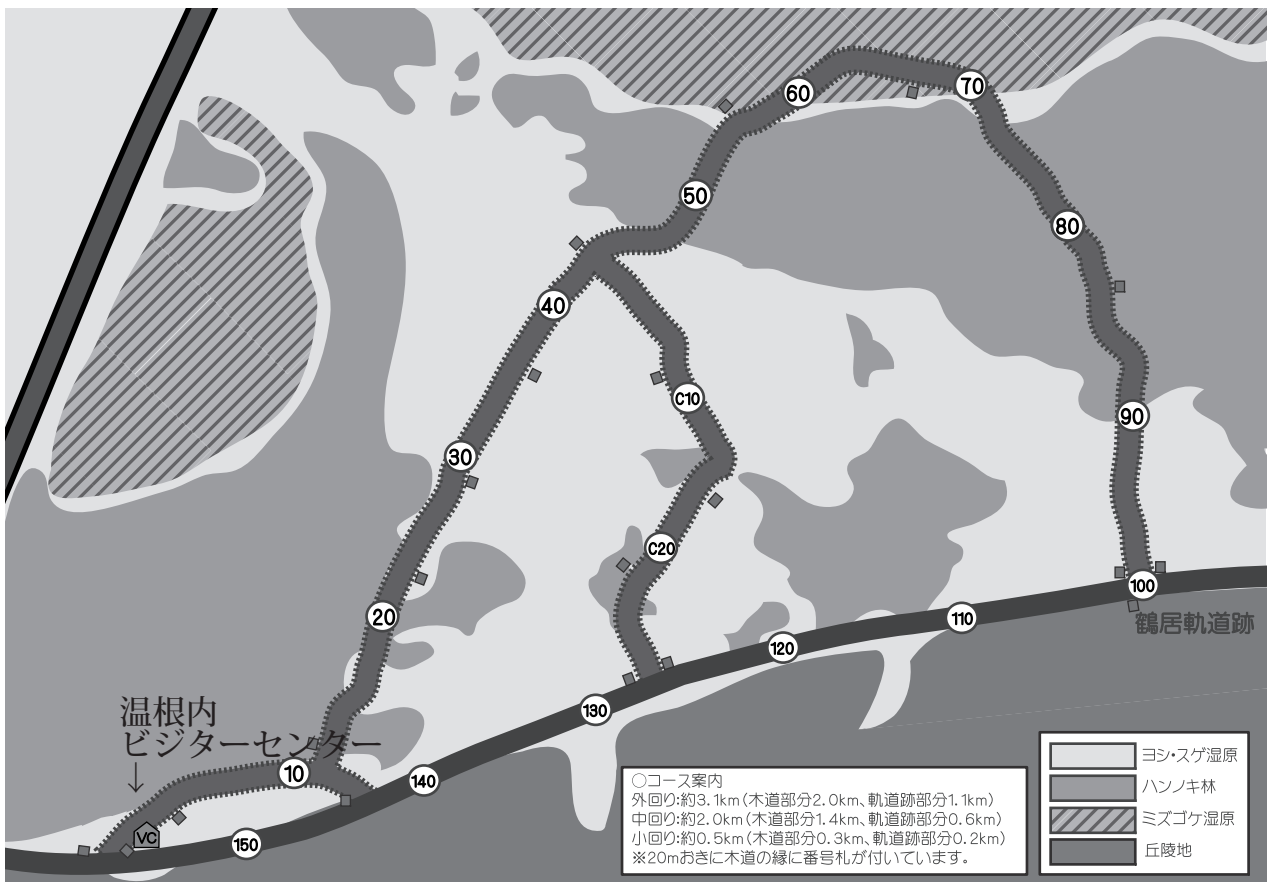 60
70
50
80
40
C10
90
30
C20
100
20
110
鶴居軌道跡
120
130
温根内
ビジターセンター
↓
10
140
VC
150
○コース案内
外回り:約3.1km(木道部分2.0km、軌道跡部分1.1km)
中回り:約2.0km(木道部分1.4km、軌道跡部分0.6km)
小回り:約0.5km(木道部分0.3km、軌道跡部分0.2km)
※20mおきに木道の縁に番号札が付いています。
ヨシ・スゲ湿原
ハンノキ林
ミズゴケ湿原
丘陵地